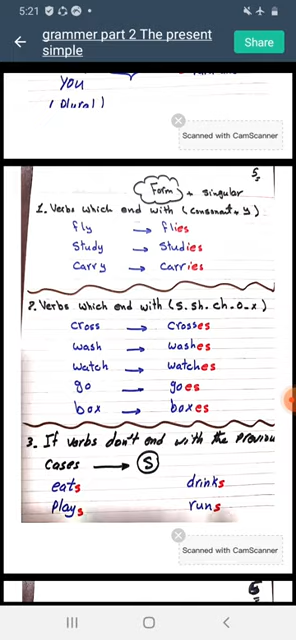 5:21
grammer part 2 The present simple
Share
You
(Plural)
Scanned with CamScanner
5
Form + singular
1. Verbs which end with (consonant + y)
fly → flies
Study → Studies
Carry → Carries
2. Verbs which end with (s. sh. ch. o. x)
cross → crosses
wash → washes
watch → watches
go → goes
box → boxes
3. If verbs don't end with the previou
cases → S
eats drinks
Plays runs
Scanned with CamScanner
6